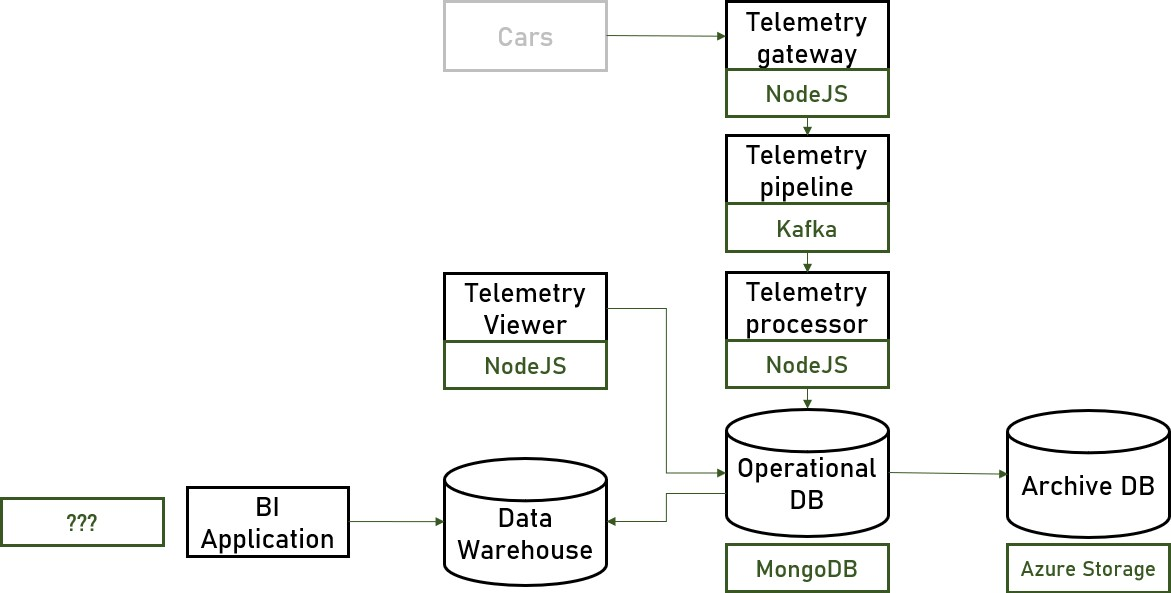 Cars
Telemetry
gateway
NodeJS
Telemetry
pipeline
Kafka
Telemetry
Viewer
NodeJS
Telemetry
processor
NodeJS
???
BI
Application
Data
Warehouse
Operational
DB
MongoDB
Archive DB
Azure Storage